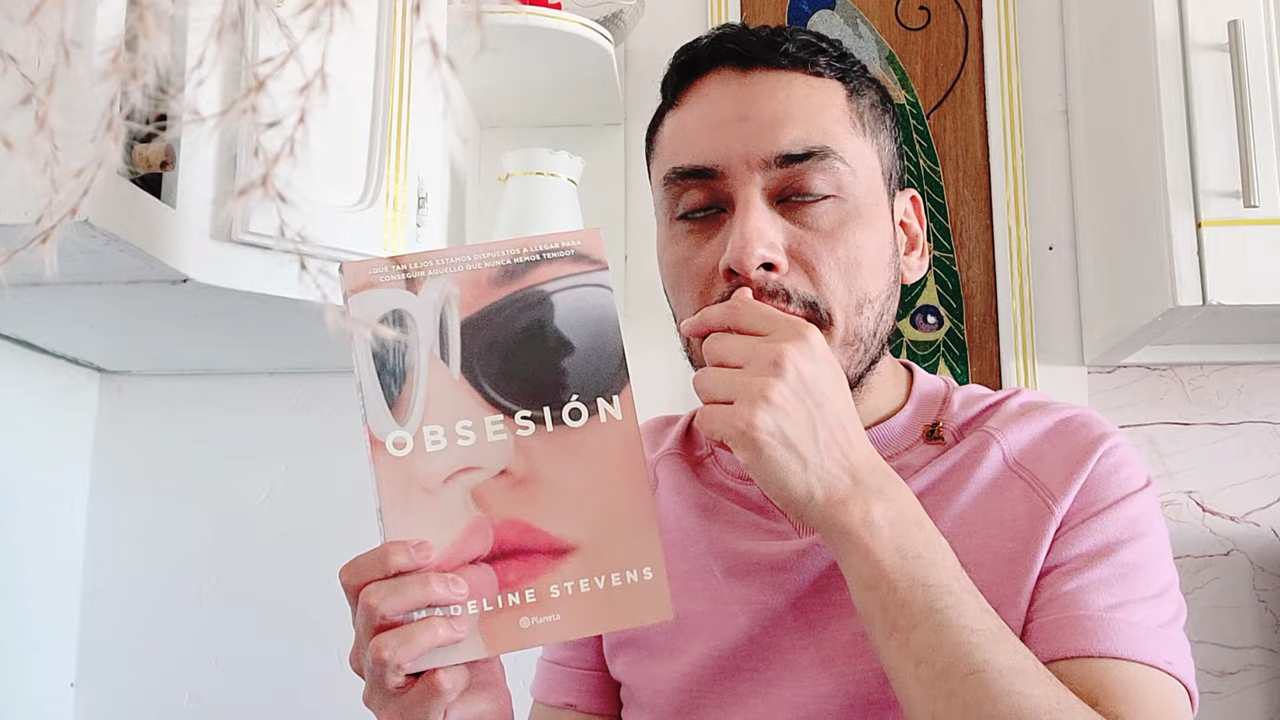 ¿QUÉ TAN LEJOS ESTAMOS DISPUESTOS A LLEGAR PARA
CONSEGUIR AQUELLO QUE NUNCA HEMOS TENIDO?
OBSESIÓN
MADELINE STEVENS
Planeta